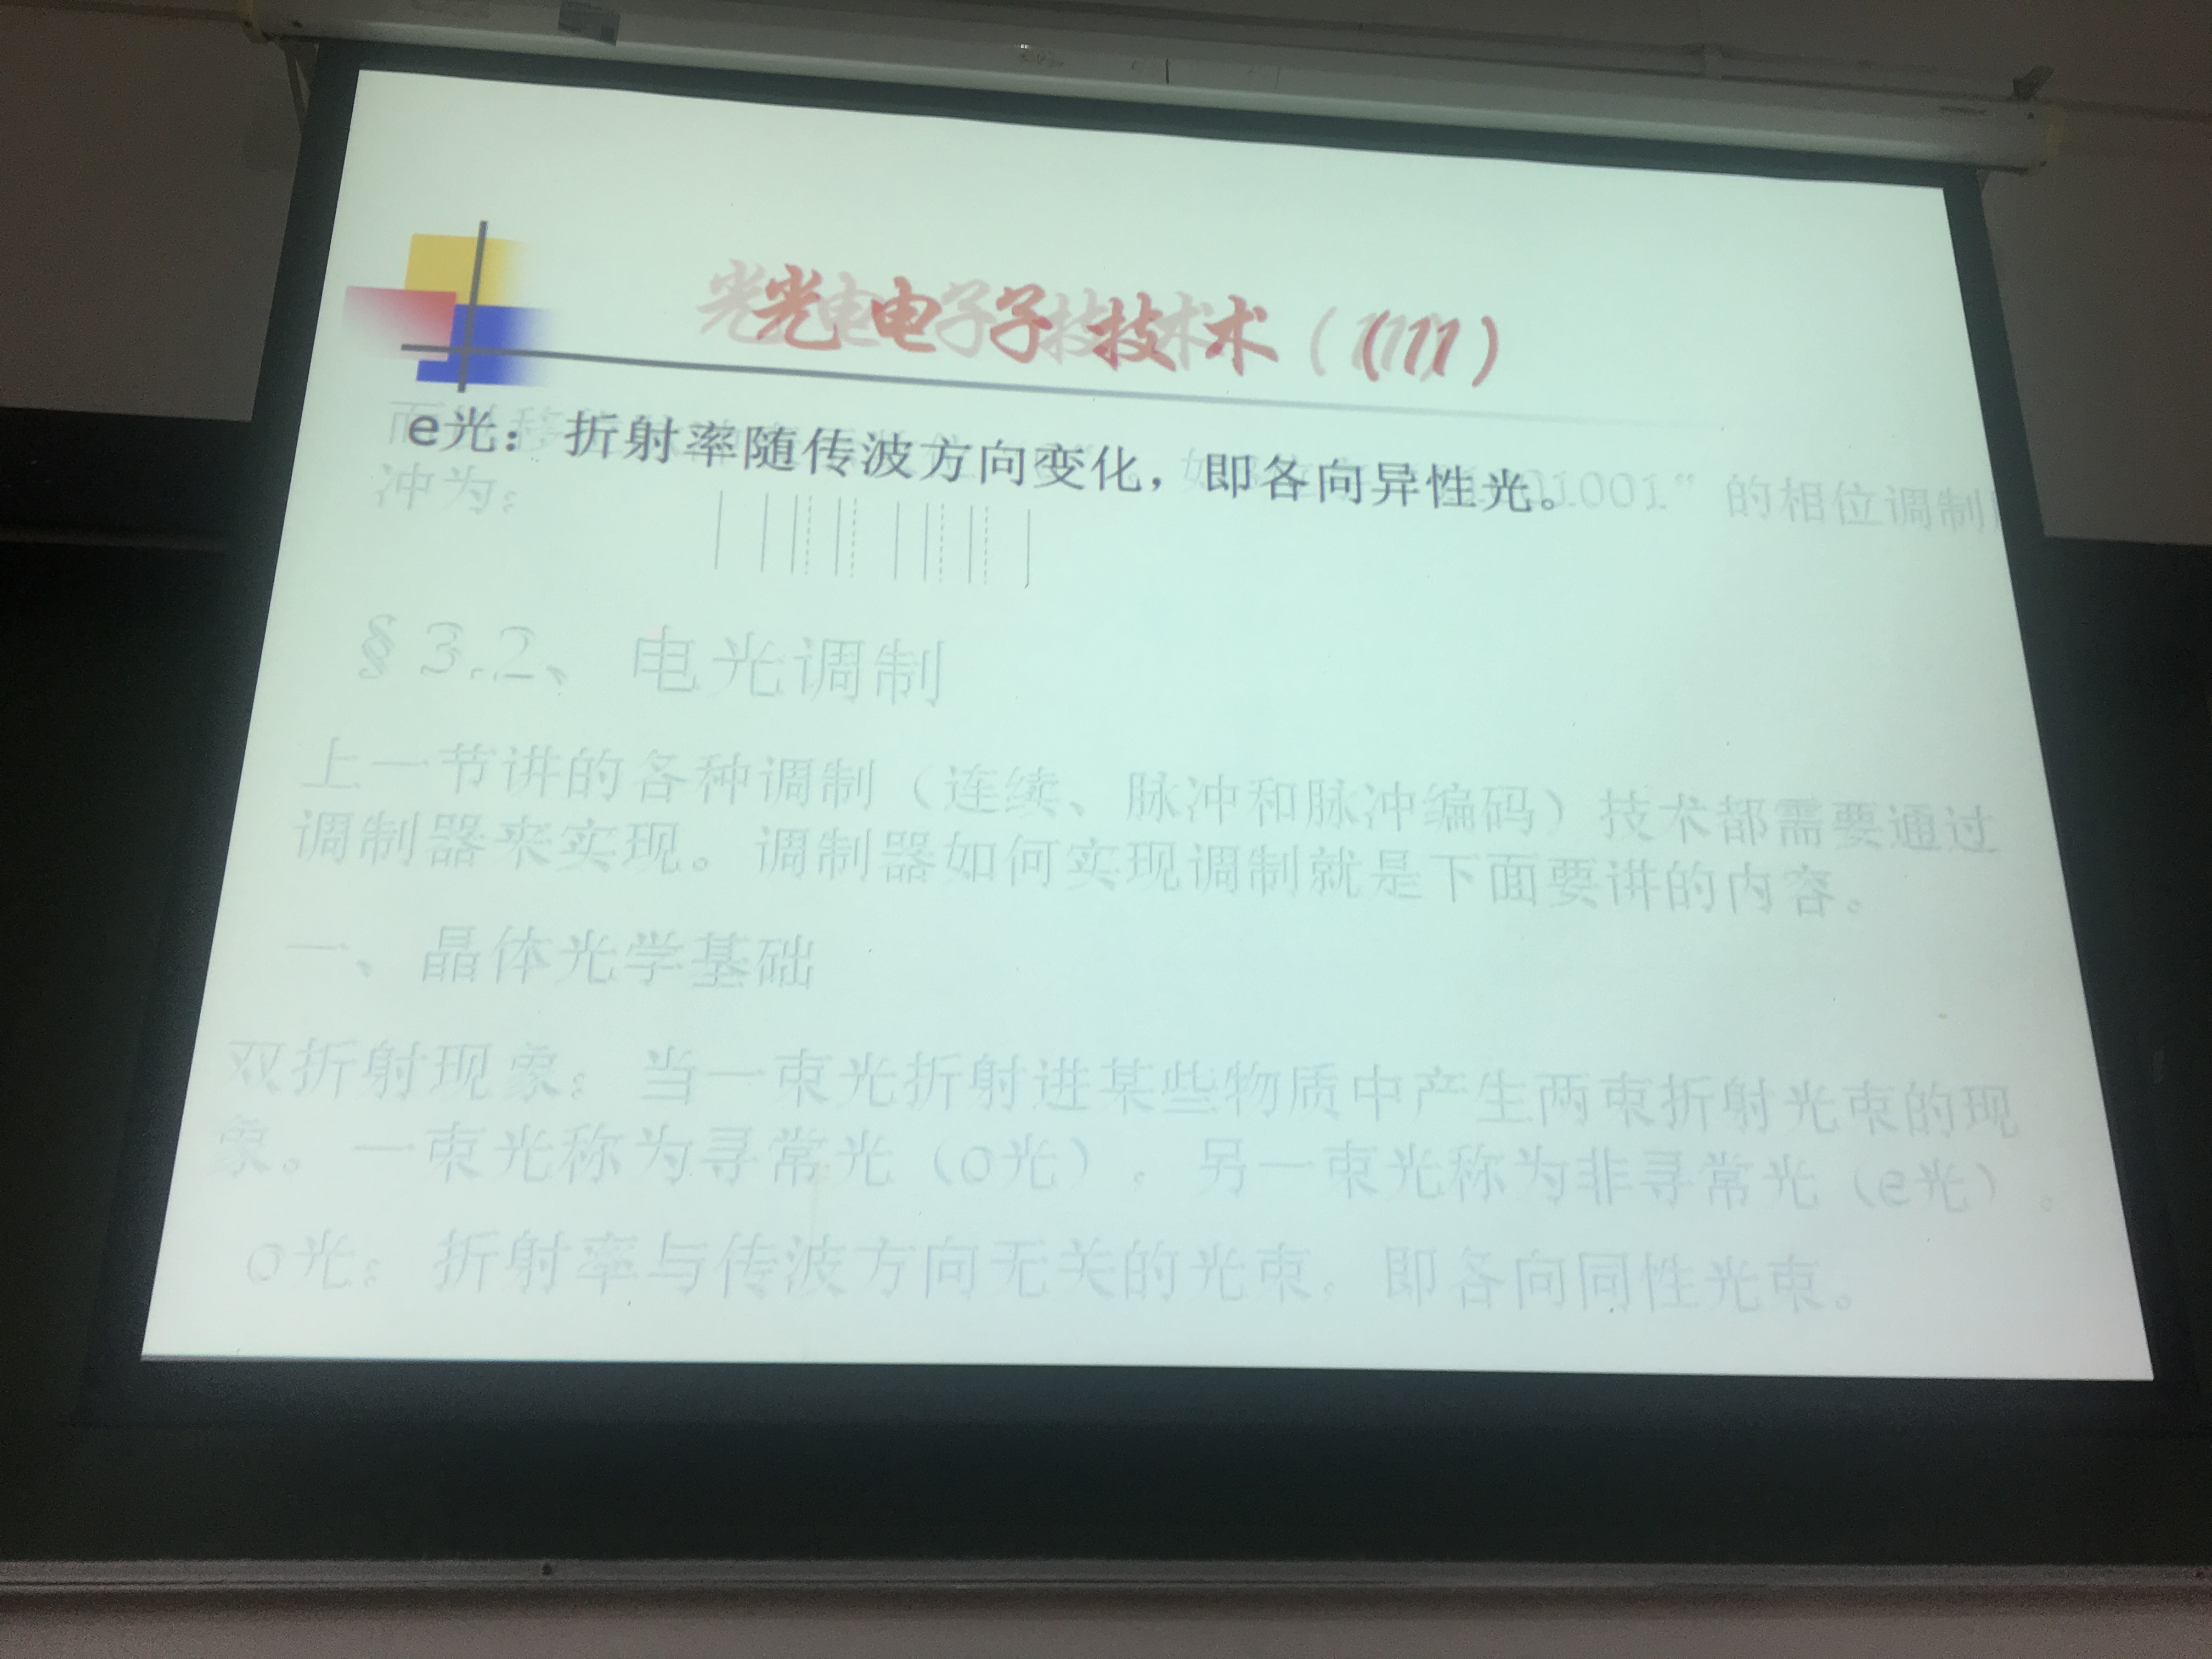 光电子技术（11）
e光：折射率随传波方向变化，即各向异性光。
01001”的相位调制
冲为：
§3.2、电光调制
上一节讲的各种调制（连续、脉冲和脉冲编码）技术都需要通过
调制器来实现。调制器如何实现调制就是下面要讲的内容。
一、晶体光学基础
双折射现象：当一束光折射进某些物质中产生两束折射光束的现
象。一束光称为寻常光（o光），另一束光称为非寻常光（e光）。
o光：折射率与传波方向无关的光束，即各向同性光束。